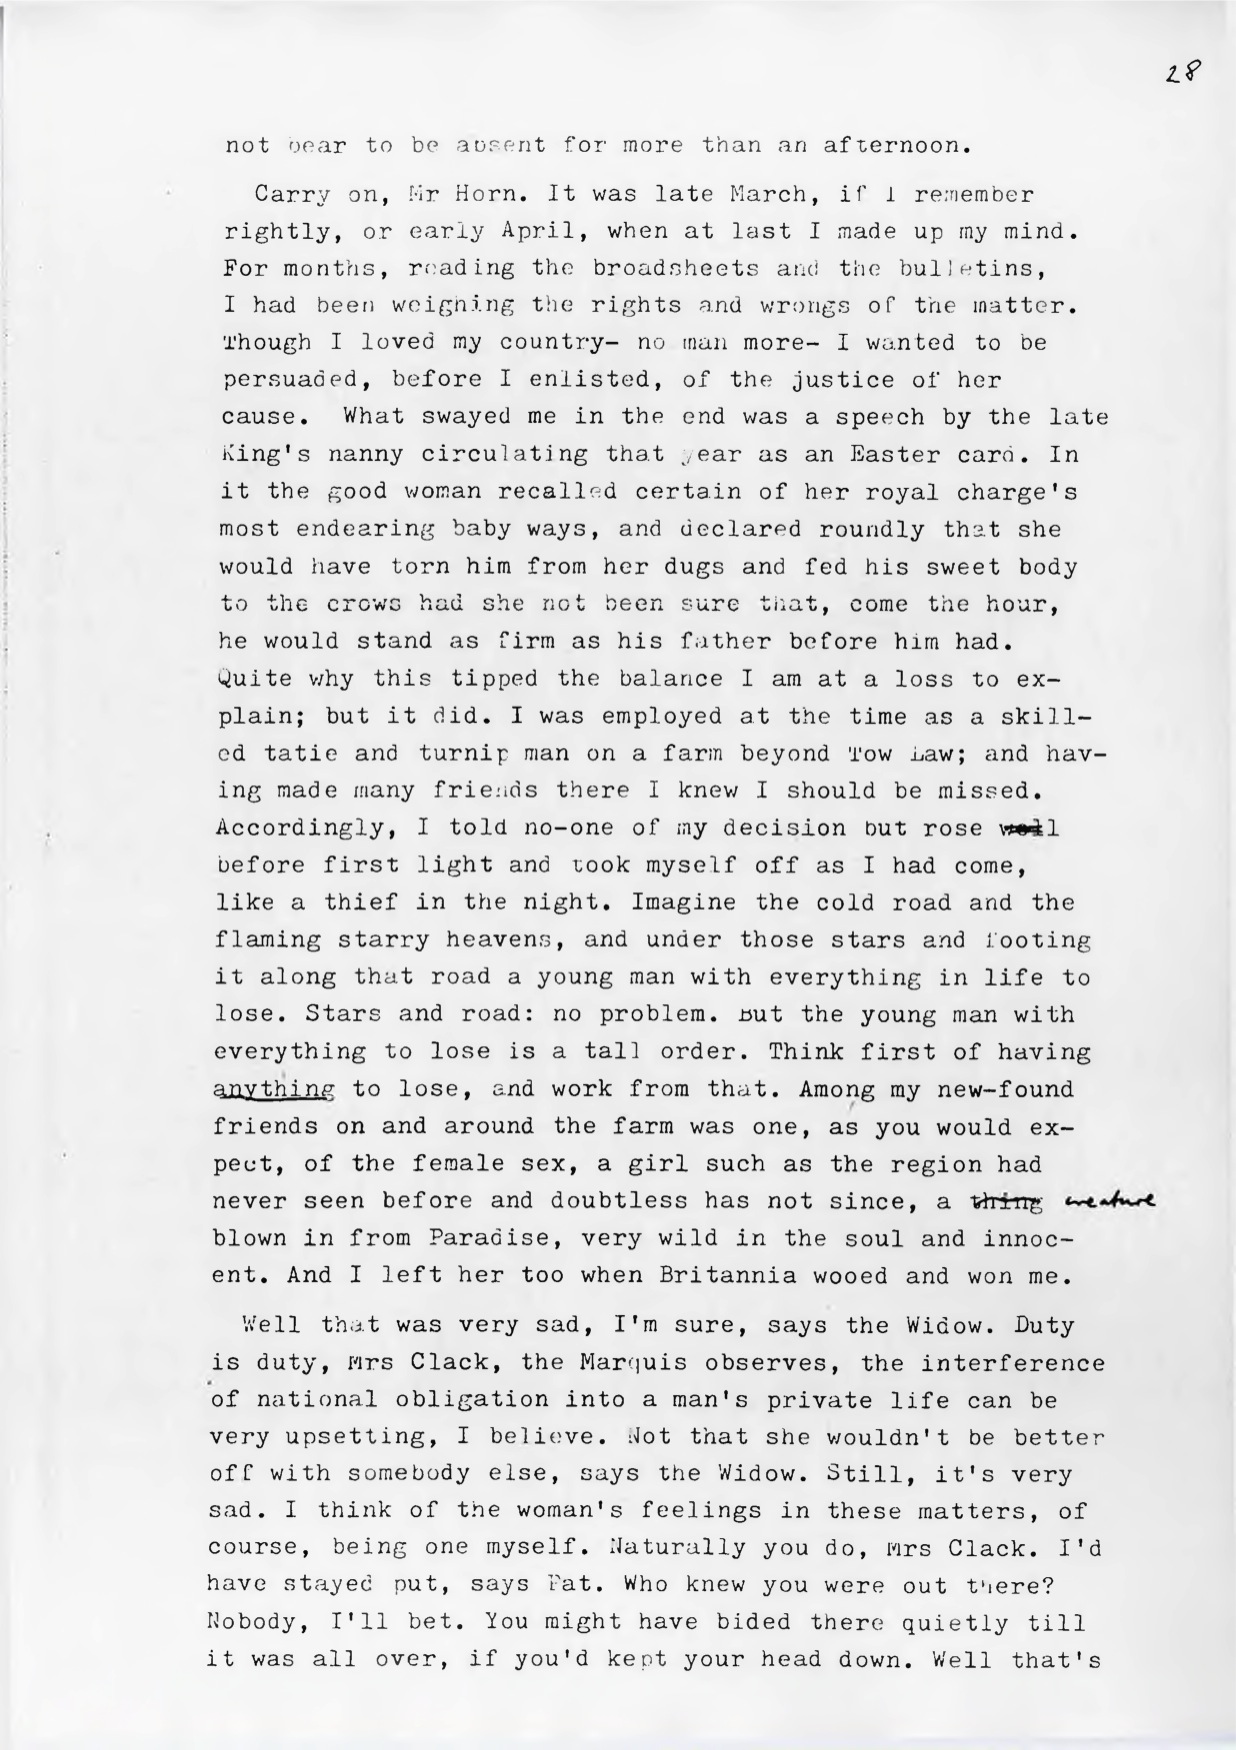 28
not bear to be absent for more than an afternoon.
Carry on, Mr Horn. It was late March, if I remember
rightly, or early April, when at last I made up my mind.
For months, reading the broadsheets and the bulletins,
I had been weighing the rights and wrongs of the matter.
Though I loved my country- no man more- I wanted to be
persuaded, before I enlisted, of the justice of her
cause. What swayed me in the end was a speech by the late
King's nanny circulating that year as an Easter card. In
it the good woman recalled certain of her royal charge's
most endearing baby ways, and declared roundly that she
would have torn him from her dugs and fed his sweet body
to the crows had she not been sure that, come the hour,
he would stand as firm as his father before him had.
Quite why this tipped the balance I am at a loss to ex-
plain; but it did. I was employed at the time as a skill-
ed tatie and turnip man on a farm beyond Tow Law; and hav-
ing made many friends there I knew I should be missed.
Accordingly, I told no-one of my decision but rose well
before first light and took myself off as I had come,
like a thief in the night. Imagine the cold road and the
flaming starry heavens, and under those stars and footing
it along that road a young man with everything in life to
lose. Stars and road: no problem. But the young man with
everything to lose is a tall order. Think first of having
anything to lose, and work from that. Among my new-found
friends on and around the farm was one, as you would ex-
pect, of the female sex, a girl such as the region had
never seen before and doubtless has not since, a thing creature
blown in from Paradise, very wild in the soul and innoc-
ent. And I left her too when Britannia wooed and won me.
Well that was very sad, I'm sure, says the Widow. Duty
is duty, Mrs Clack, the Marquis observes, the interference
of national obligation into a man's private life can be
very upsetting, I believe. Not that she wouldn't be better
off with somebody else, says the Widow. Still, it's very
sad. I think of the woman's feelings in these matters, of
course, being one myself. Naturally you do, Mrs Clack. I'd
have stayed put, says Pat. Who knew you were out there?
Nobody, I'll bet. You might have bided there quietly till
it was all over, if you'd kept your head down. Well that's